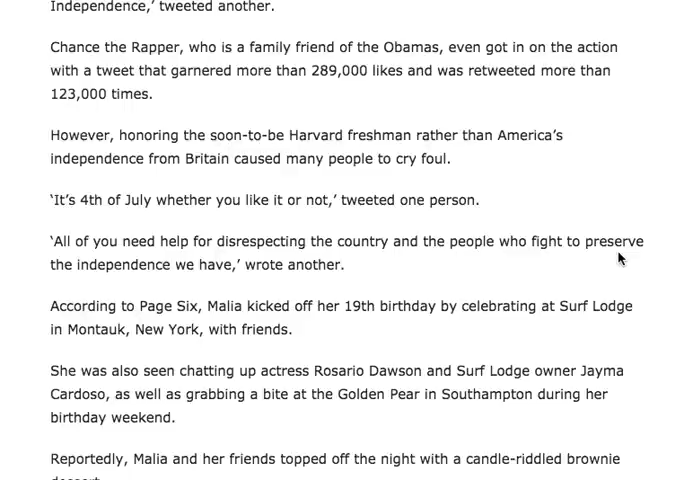 Independence,’ tweeted another.
Chance the Rapper, who is a family friend of the Obamas, even got in on the action
with a tweet that garnered more than 289,000 likes and was retweeted more than
123,000 times.
However, honoring the soon-to-be Harvard freshman rather than America’s
independence from Britain caused many people to cry foul.
‘It’s 4th of July whether you like it or not,’ tweeted one person.
‘All of you need help for disrespecting the country and the people who fight to preserve
the independence we have,’ wrote another.
According to Page Six, Malia kicked off her 19th birthday by celebrating at Surf Lodge
in Montauk, New York, with friends.
She was also seen chatting up actress Rosario Dawson and Surf Lodge owner Jayma
Cardoso, as well as grabbing a bite at the Golden Pear in Southampton during her
birthday weekend.
Reportedly, Malia and her friends topped off the night with a candle-riddled brownie